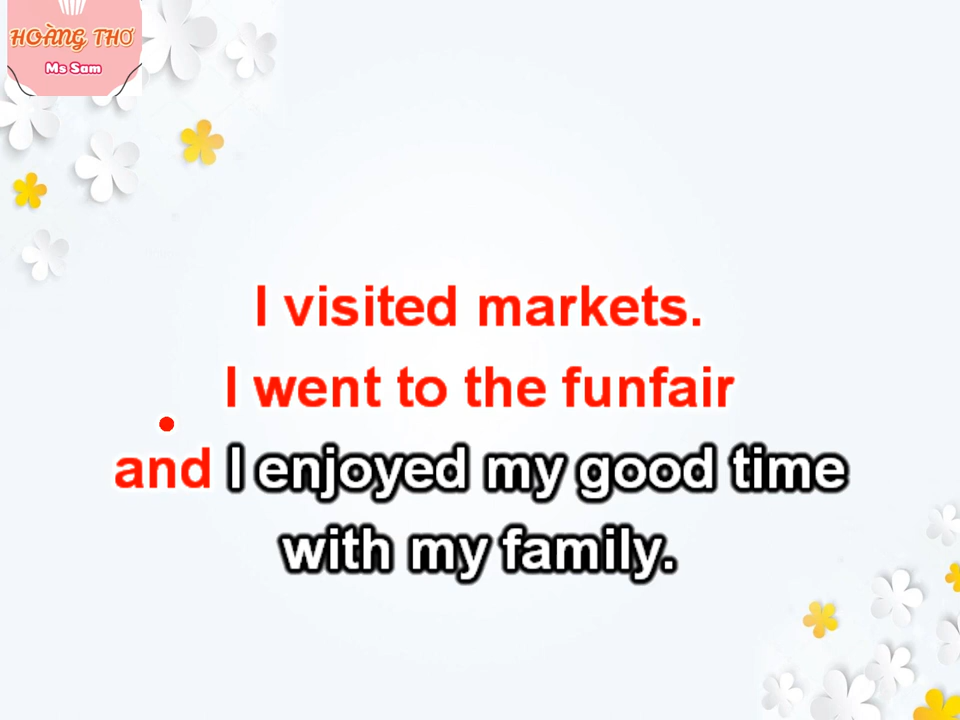 HOÀNG THƠ
Ms Sam
I visited markets.
I went to the funfair
and I enjoyed my good time
with my family.